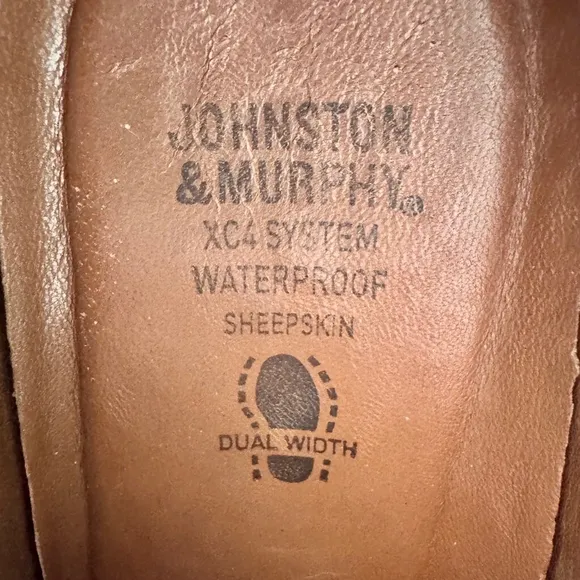 JOHNSTON
& MURPHY®
XC4 SYSTEM
WATERPROOF
SHEEPSKIN
DUAL WIDTH